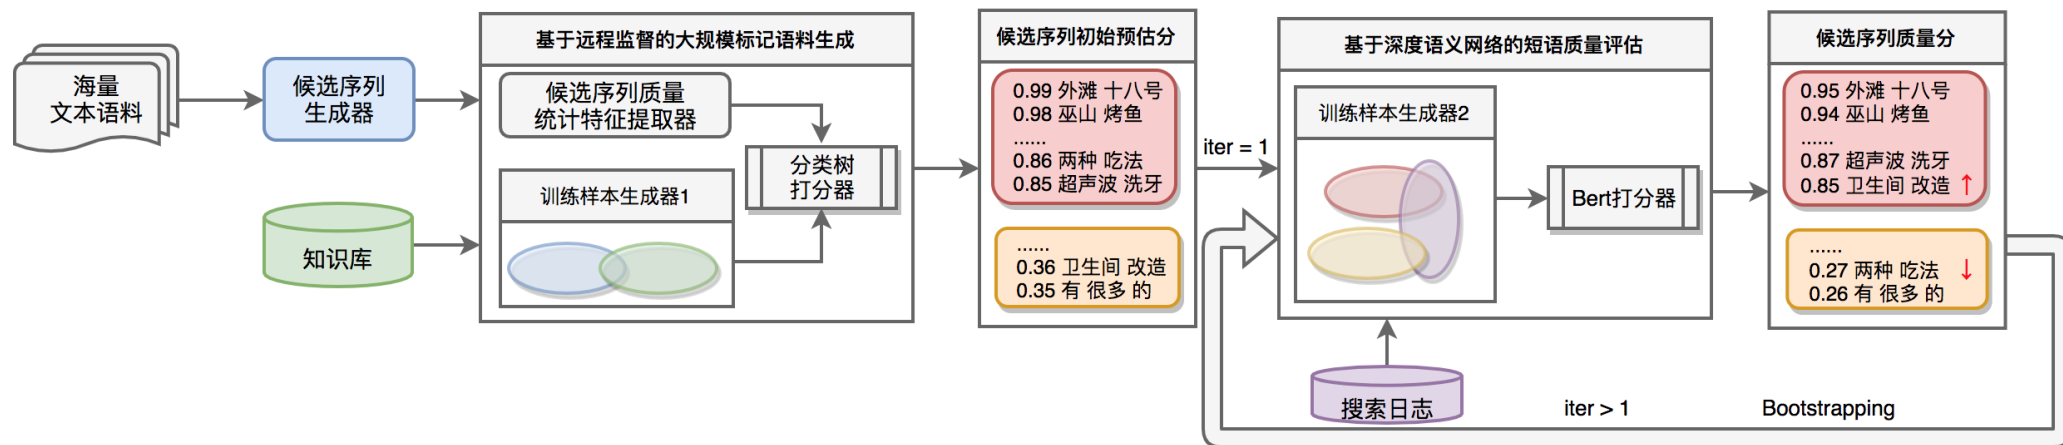 海量
文本语料
候选序列
生成器
知识库
基于远程监督的大规模标记语料生成
候选序列质量
统计特征提取器
训练样本生成器1
分类树
打分器
候选序列初始预估分
0.99 外滩 十八号
0.98 巫山 烤鱼
......
0.86 两种 吃法
0.85 超声波 洗牙
......
0.36 卫生间 改造
0.35 有 很多 的
iter = 1
基于深度语义网络的短语质量评估
训练样本生成器2
Bert打分器
搜索日志
候选序列质量分
0.95 外滩 十八号
0.94 巫山 烤鱼
......
0.87 超声波 洗牙
0.85 卫生间 改造 ↑
......
0.27 两种 吃法 ↓
0.26 有 很多 的
iter > 1
Bootstrapping